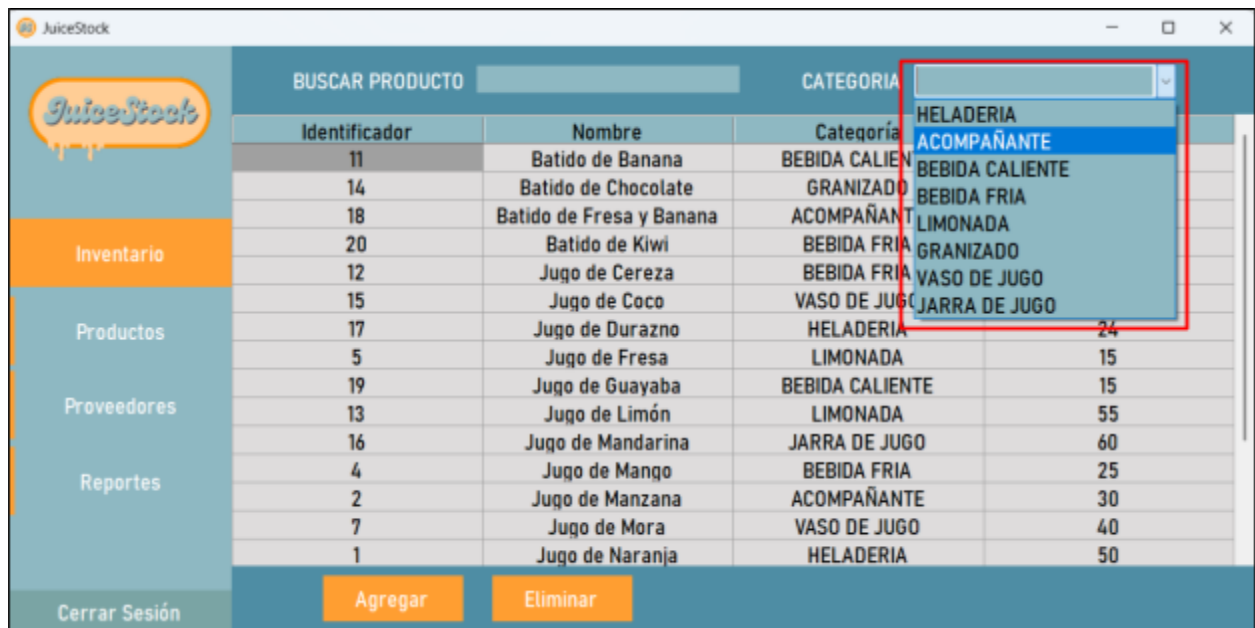 JuiceStock
JuiceStock
BUSCAR PRODUCTO
CATEGORIA
HELADERIA
ACOMPAÑANTE
BEBIDA CALIENTE
BEBIDA FRIA
LIMONADA
GRANIZADO
VASO DE JUGO
JARRA DE JUGO
Identificador Nombre Categoría
11 Batido de Banana BEBIDA CALIEN
14 Batido de Chocolate GRANIZADO
18 Batido de Fresa y Banana ACOMPAÑANT
20 Batido de Kiwi BEBIDA FRIA
12 Jugo de Cereza BEBIDA FRIA
15 Jugo de Coco VASO DE JUGO
17 Jugo de Durazno HELADERIA 24
5 Jugo de Fresa LIMONADA 15
19 Jugo de Guayaba BEBIDA CALIENTE 15
13 Jugo de Limón LIMONADA 55
16 Jugo de Mandarina JARRA DE JUGO 60
4 Jugo de Mango BEBIDA FRIA 25
2 Jugo de Manzana ACOMPAÑANTE 30
7 Jugo de Mora VASO DE JUGO 40
1 Jugo de Naranja HELADERIA 50
Inventario
Productos
Proveedores
Reportes
Cerrar Sesión
Agregar Eliminar